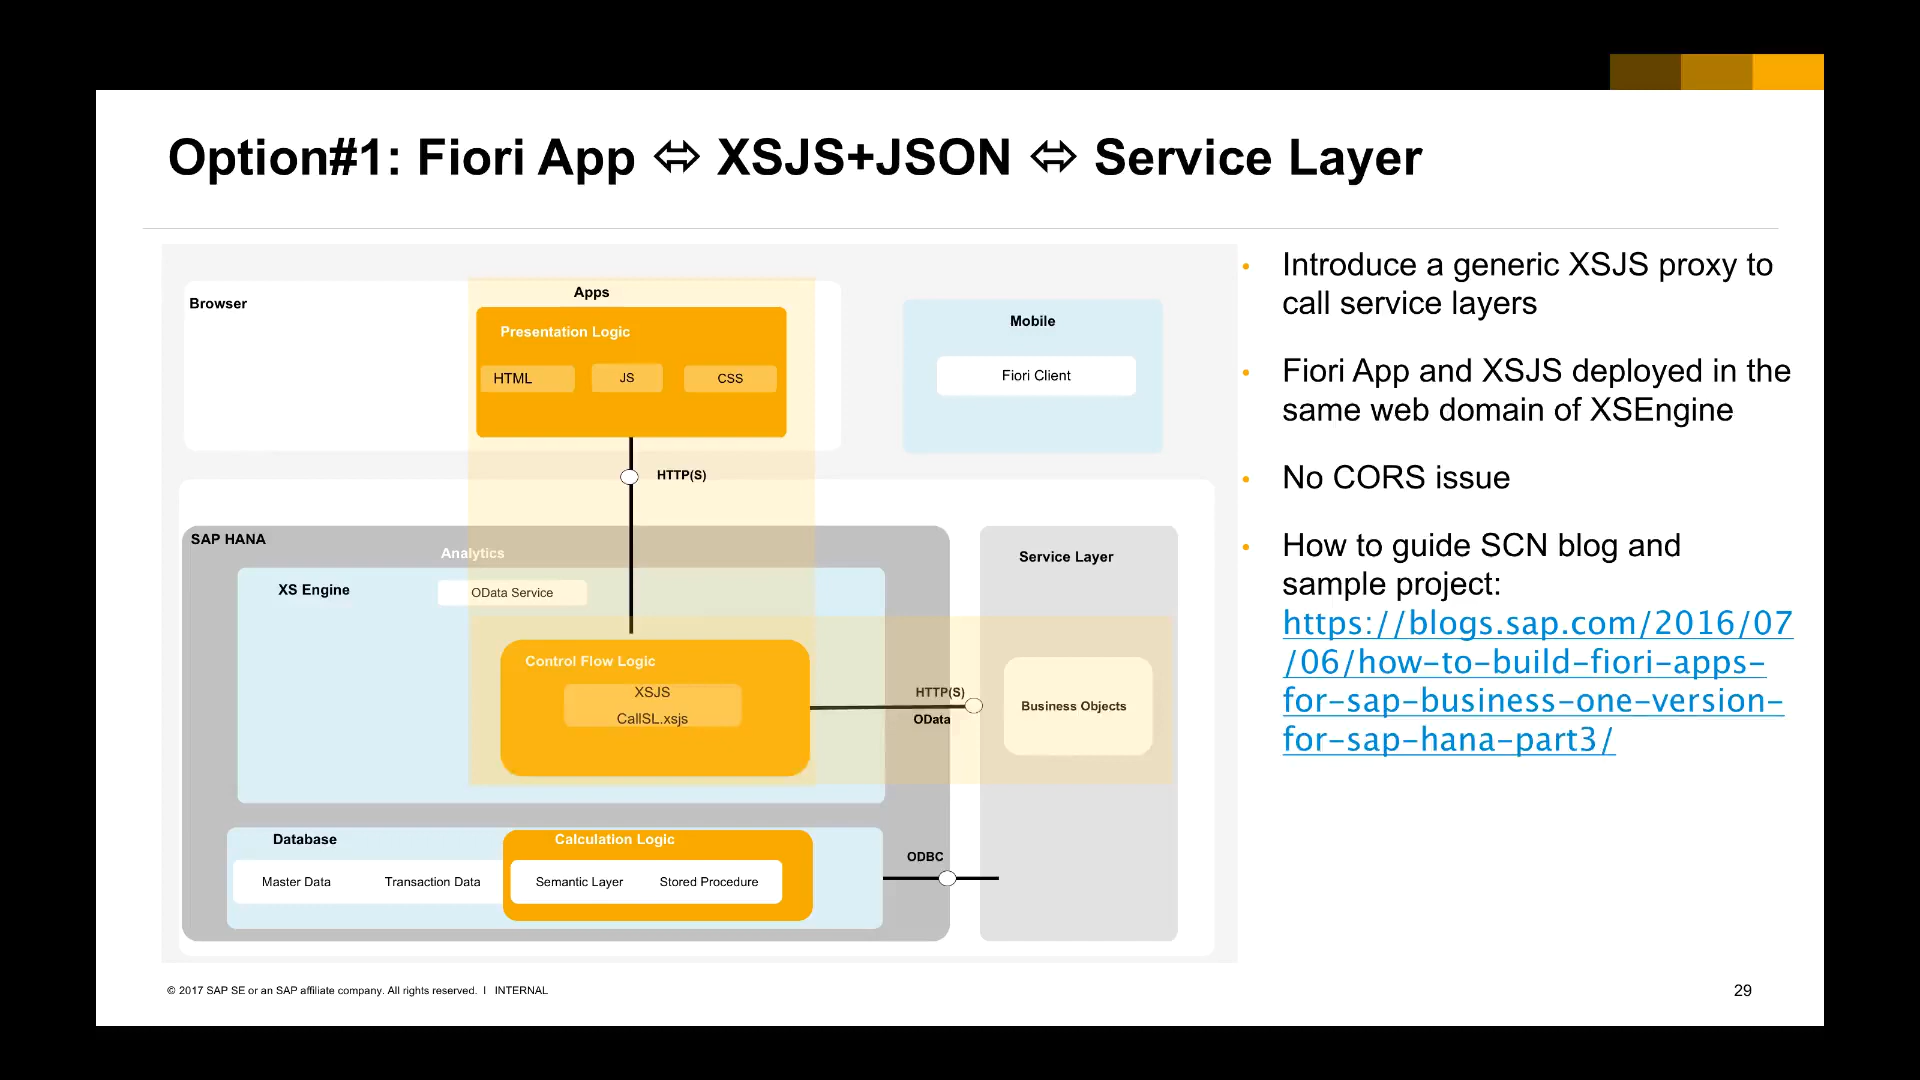 Option#1: Fiori App ⇔ XSJS+JSON ⇔ Service Layer
Browser
Apps
Presentation Logic
HTML
JS
CSS
Mobile
Fiori Client
HTTP(S)
SAP HANA
Analytics
XS Engine
OData Service
Control Flow Logic
XSJS
CallSL.xsjs
HTTP(S)
OData
Service Layer
Business Objects
Database
Master Data
Transaction Data
Calculation Logic
Semantic Layer
Stored Procedure
ODBC
• Introduce a generic XSJS proxy to
call service layers
• Fiori App and XSJS deployed in the
same web domain of XSEngine
• No CORS issue
• How to guide SCN blog and
sample project:
https://blogs.sap.com/2016/07
/06/how-to-build-fiori-apps-
for-sap-business-one-version-
for-sap-hana-part3/
© 2017 SAP SE or an SAP affiliate company. All rights reserved. I INTERNAL
29